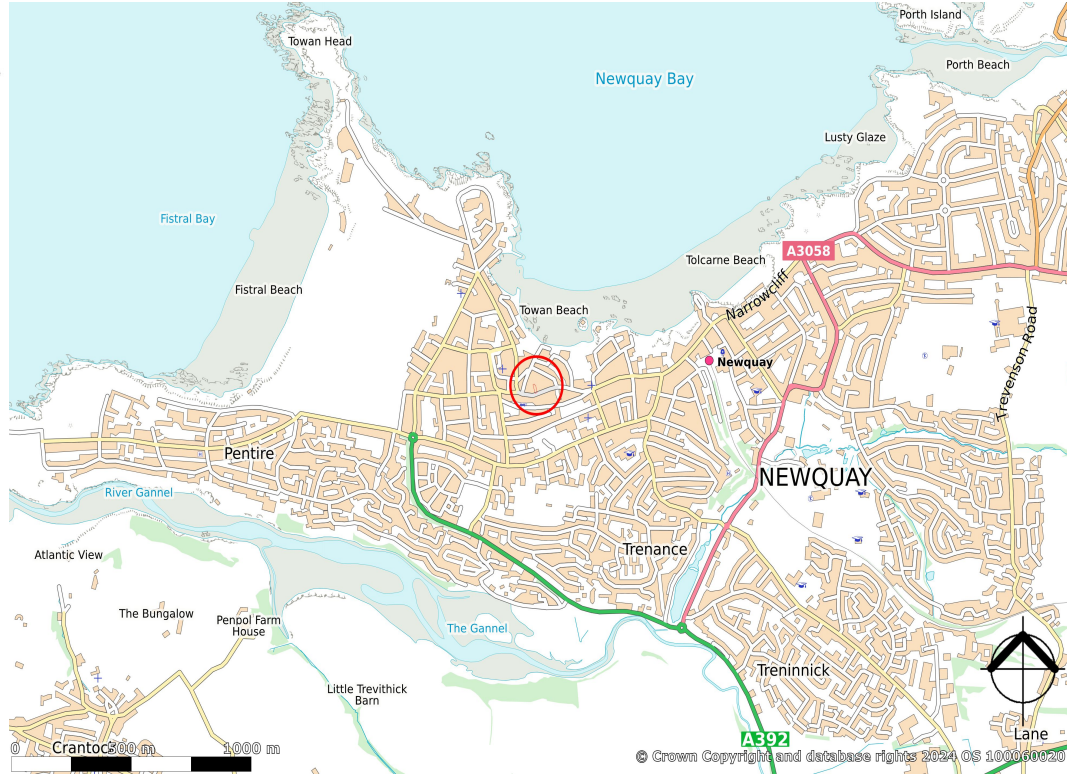 Porth Island
Towan Head
Porth Beach
Newquay Bay
Lusty Glaze
Fistral Bay
A3058
Tolcarne Beach
Fistral Beach
Narrowcliff
Towan Beach
Trevenson Road
Newquay
Pentire
NEWQUAY
River Gannel
Trenance
Atlantic View
The Bungalow
Penpol Farm
House
The Gannel
Treninnick
Little Trevithick
Barn
Lane
A392
Crantock
0 500 m 1000 m
© Crown Copyright and database rights 2024 OS 100060020